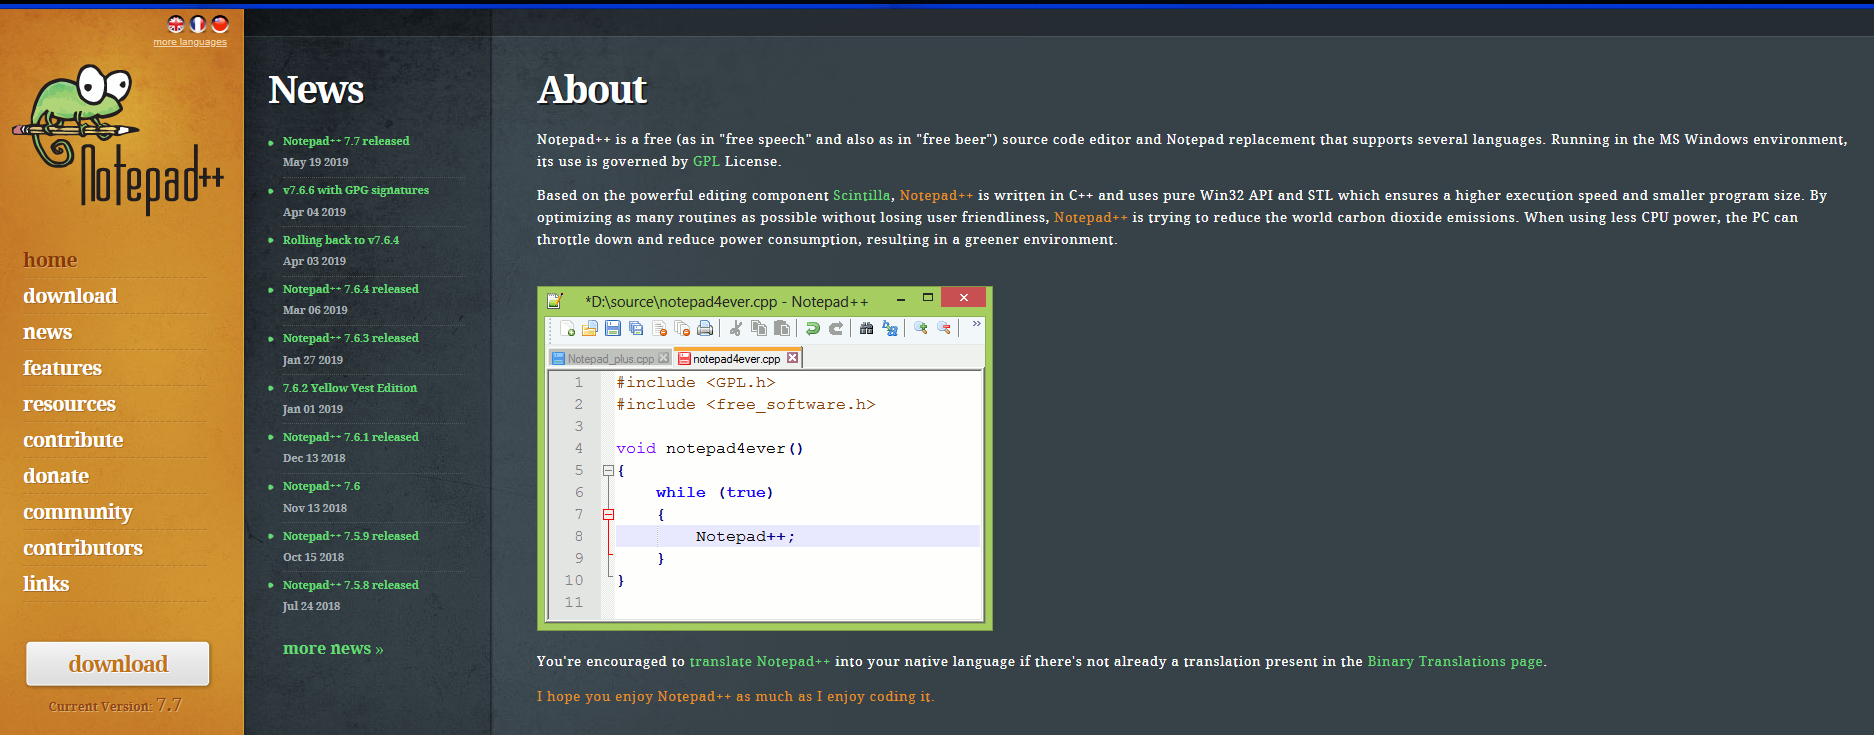 more languages
Notepad++
home
download
news
features
resources
contribute
donate
community
contributors
links
download
Current Version: 7.7
News
Notepad++ 7.7 released
May 19 2019
v7.6.6 with GPG signatures
Apr 04 2019
Rolling back to v7.6.4
Apr 03 2019
Notepad++ 7.6.4 released
Mar 06 2019
Notepad++ 7.6.3 released
Jan 27 2019
7.6.2 Yellow Vest Edition
Jan 01 2019
Notepad++ 7.6.1 released
Dec 13 2018
Notepad++ 7.6
Nov 13 2018
Notepad++ 7.5.9 released
Oct 15 2018
Notepad++ 7.5.8 released
Jul 24 2018
more news »
About
Notepad++ is a free (as in "free speech" and also as in "free beer") source code editor and Notepad replacement that supports several languages. Running in the MS Windows environment,
its use is governed by GPL License.
Based on the powerful editing component Scintilla, Notepad++ is written in C++ and uses pure Win32 API and STL which ensures a higher execution speed and smaller program size. By
optimizing as many routines as possible without losing user friendliness, Notepad++ is trying to reduce the world carbon dioxide emissions. When using less CPU power, the PC can
throttle down and reduce power consumption, resulting in a greener environment.
*D:\source\notepad4ever.cpp - Notepad++
Notepad_plus.cpp notepad4ever.cpp
1 #include <GPL.h>
2 #include <free_software.h>
3
4 void notepad4ever()
5 {
6 while (true)
7 {
8 Notepad++;
9 }
10 }
11
You're encouraged to translate Notepad++ into your native language if there's not already a translation present in the Binary Translations page.
I hope you enjoy Notepad++ as much as I enjoy coding it.